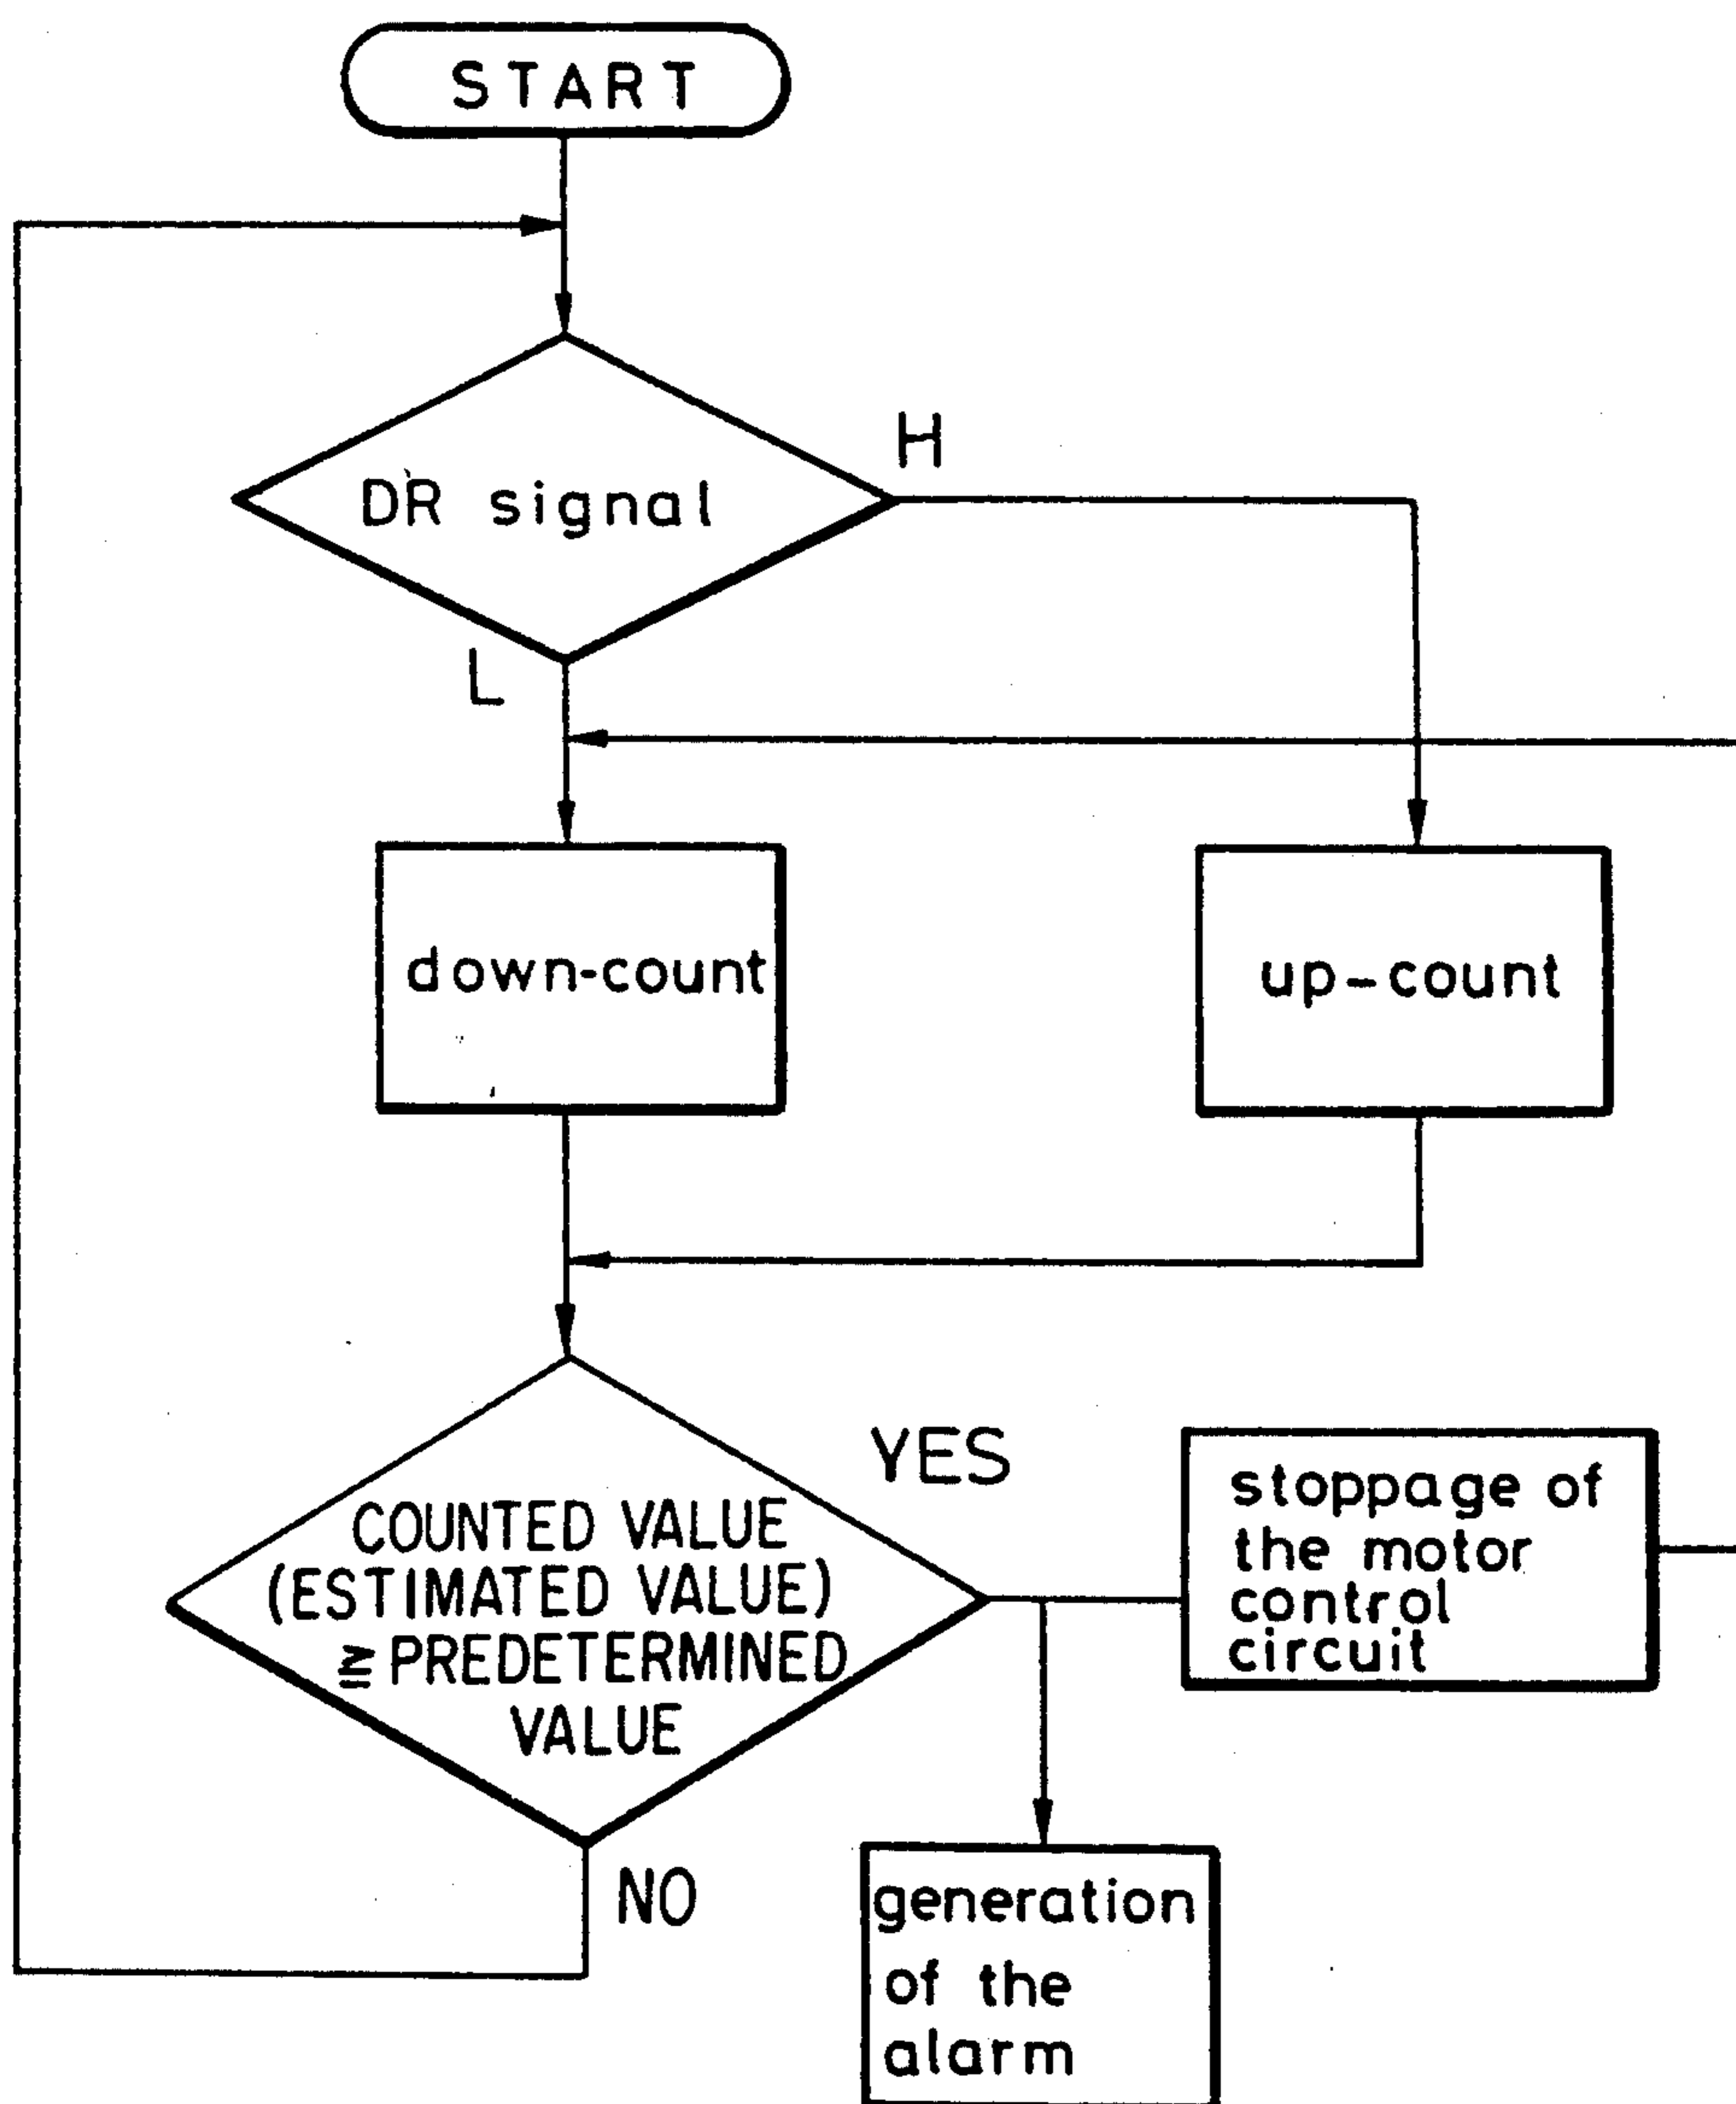 START
DR signal
H
L
down-count
up-count
YES
COUNTED VALUE
(ESTIMATED VALUE)
≧ PREDETERMINED
VALUE
stoppage of
the motor
control
circuit
NO
generation
of the
alarm